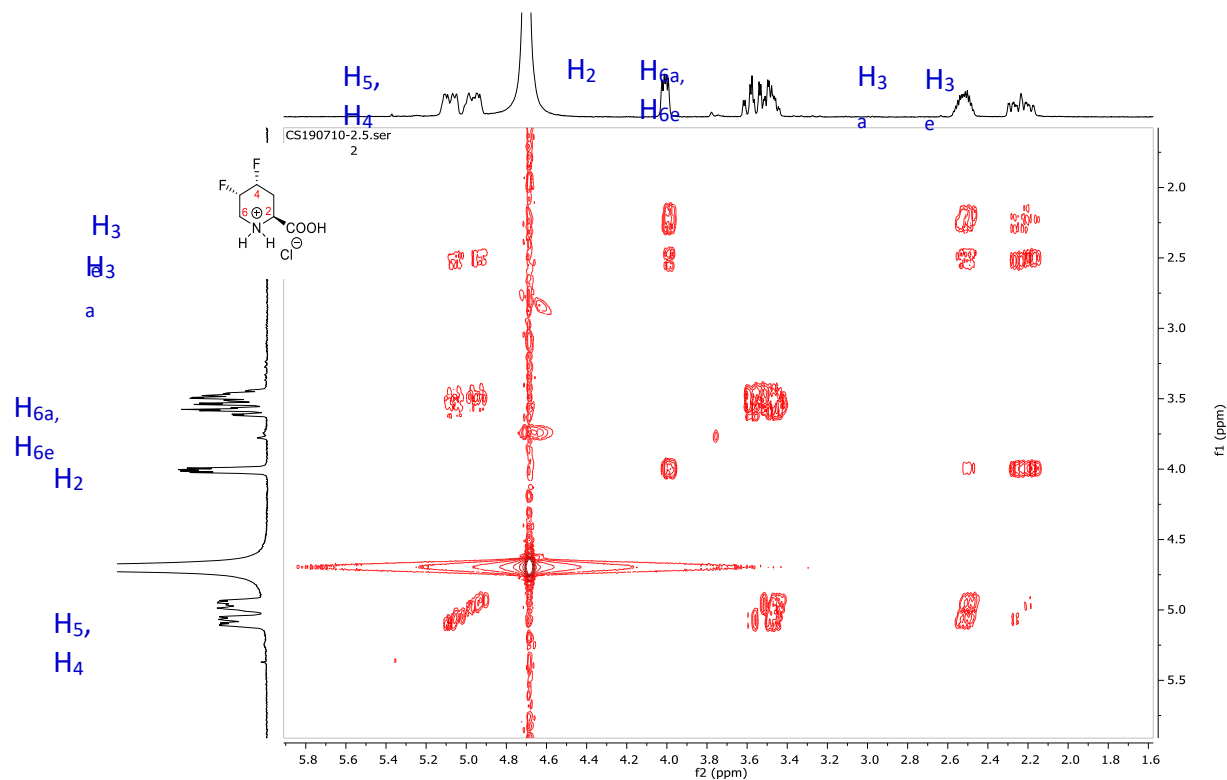 H5, H2 H6a, H3 H3
H4 H6e a e
CS190710-2.5.ser
2
F
F
4
6 2
⊕
N
H H
COOH
Cl⊖
H3
e
H3
a
H6a,
H6e
H2
H5,
H4
2.0
2.5
3.0
3.5
4.0
4.5
5.0
5.5
f1 (ppm)
5.8 5.6 5.4 5.2 5.0 4.8 4.6 4.4 4.2 4.0 3.8 3.6 3.4 3.2 3.0 2.8 2.6 2.4 2.2 2.0 1.8 1.6
f2 (ppm)